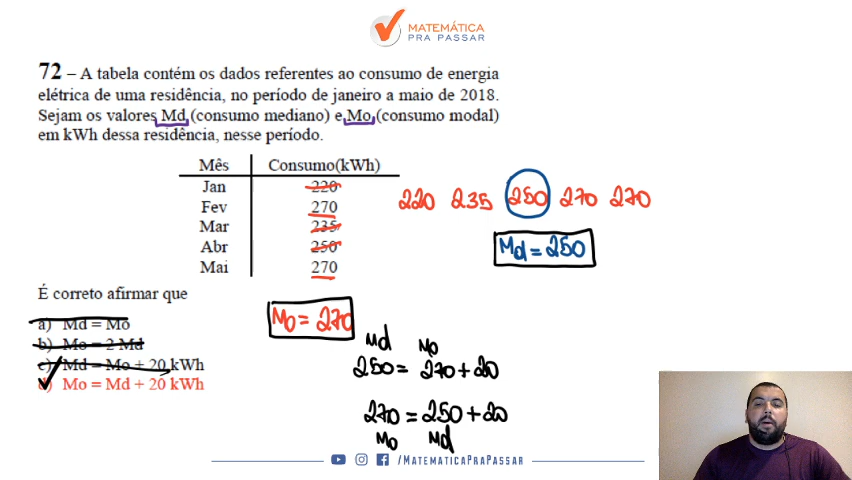 MATEMÁTICA
PRA PASSAR
72 – A tabela contém os dados referentes ao consumo de energia
elétrica de uma residência, no período de janeiro a maio de 2018.
Sejam os valores Md (consumo mediano) e Mo (consumo modal)
em kWh dessa residência, nesse período.
Mês Consumo(kWh)
Jan 220
Fev 270
Mar 235
Abr 250
Mai 270
220 235 250 270 270
Md = 250
É correto afirmar que
a) Md = Mo
b) Mo = 2 Md
c) Md = Mo + 20 kWh
d) Mo = Md + 20 kWh
Mo = 270
Md Mo
250 = 270 + 20
270 = 250 + 20
Mo Md
/MATEMATICAPRAPASSAR